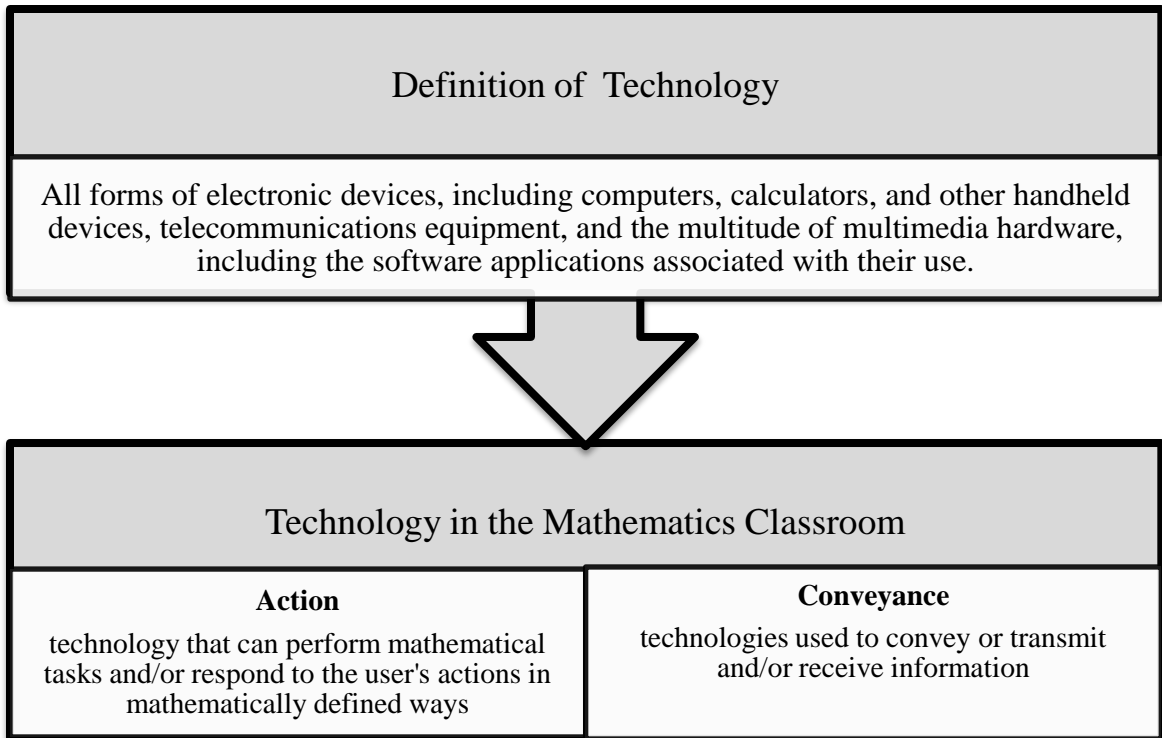 Definition of Technology
All forms of electronic devices, including computers, calculators, and other handheld
devices, telecommunications equipment, and the multitude of multimedia hardware,
including the software applications associated with their use.
Technology in the Mathematics Classroom
Action
technology that can perform mathematical
tasks and/or respond to the user's actions in
mathematically defined ways
Conveyance
technologies used to convey or transmit
and/or receive information